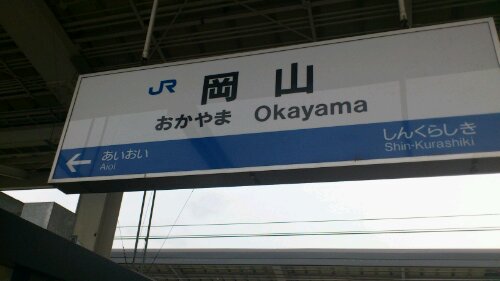 JR 岡山
おかやま Okayama
← あいおい
Aioi
しんくらしき
Shin-Kurashiki